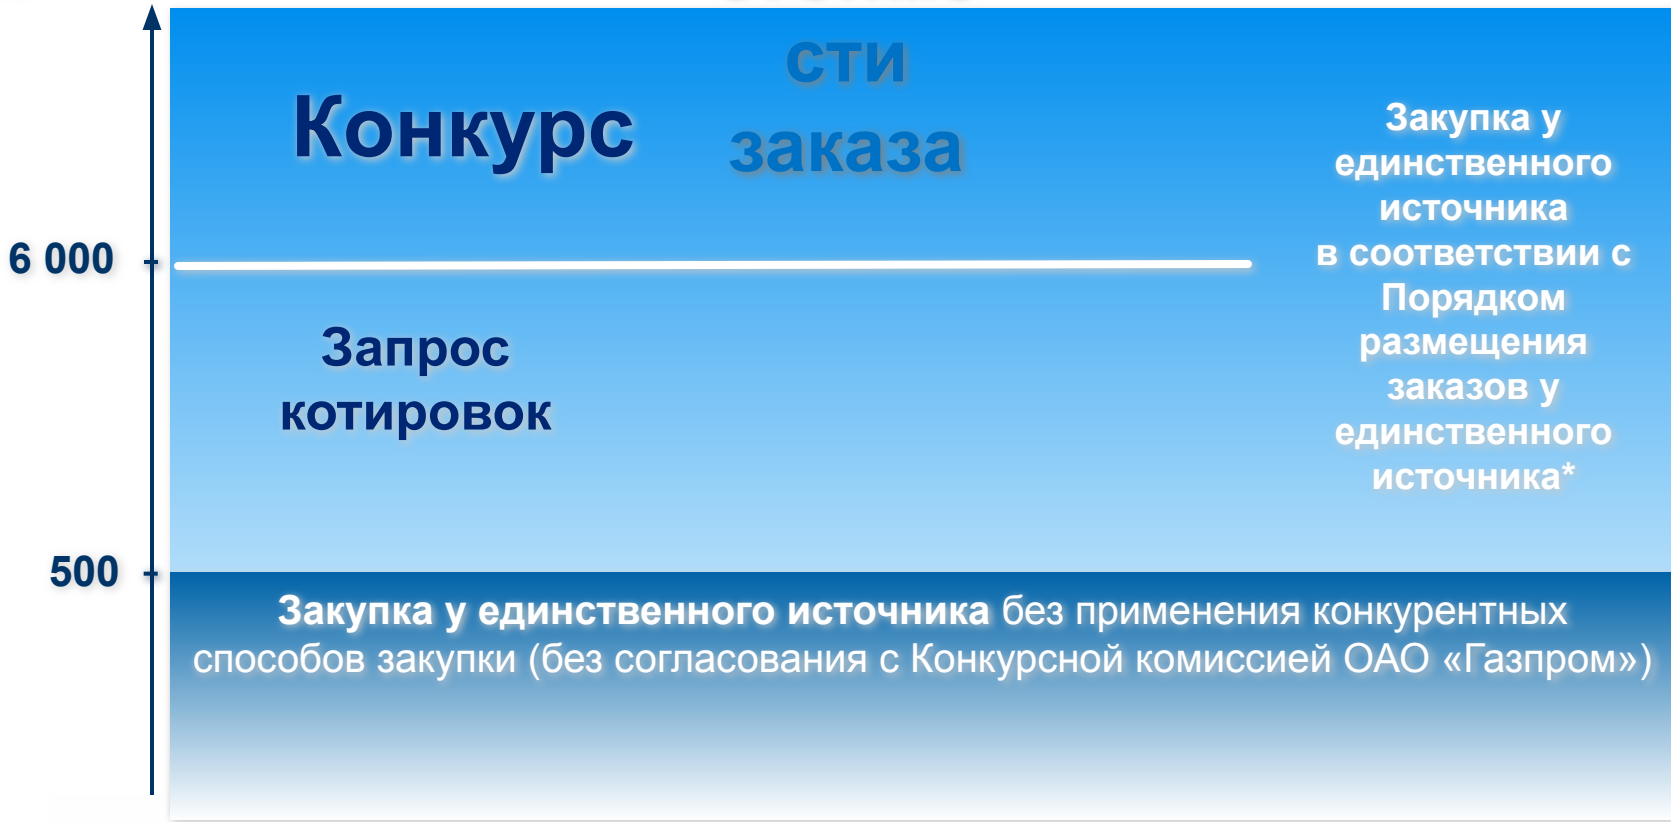 сти
заказа
Конкурс
6 000
Запрос
котировок
Закупка у
единственного
источника
в соответствии с
Порядком
размещения
заказов у
единственного
источника*
500
Закупка у единственного источника без применения конкурентных
способов закупки (без согласования с Конкурсной комиссией ОАО «Газпром»)